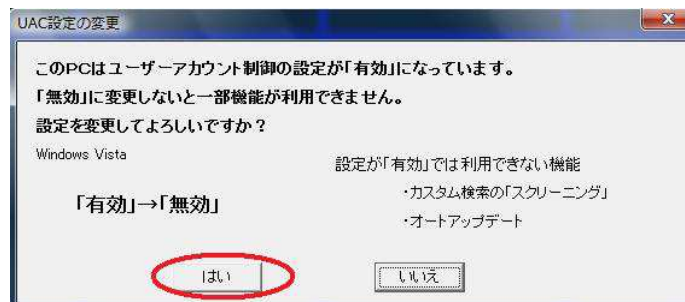 UAC設定の変更
このPCはユーザーアカウント制御の設定が「有効」になっています。
「無効」に変更しないと一部機能が利用できません。
設定を変更してよろしいですか？
Windows Vista
設定が「有効」では利用できない機能
・カスタム検索の「スクリーニング」
「有効」→「無効」
・オートアップデート
はい
いいえ